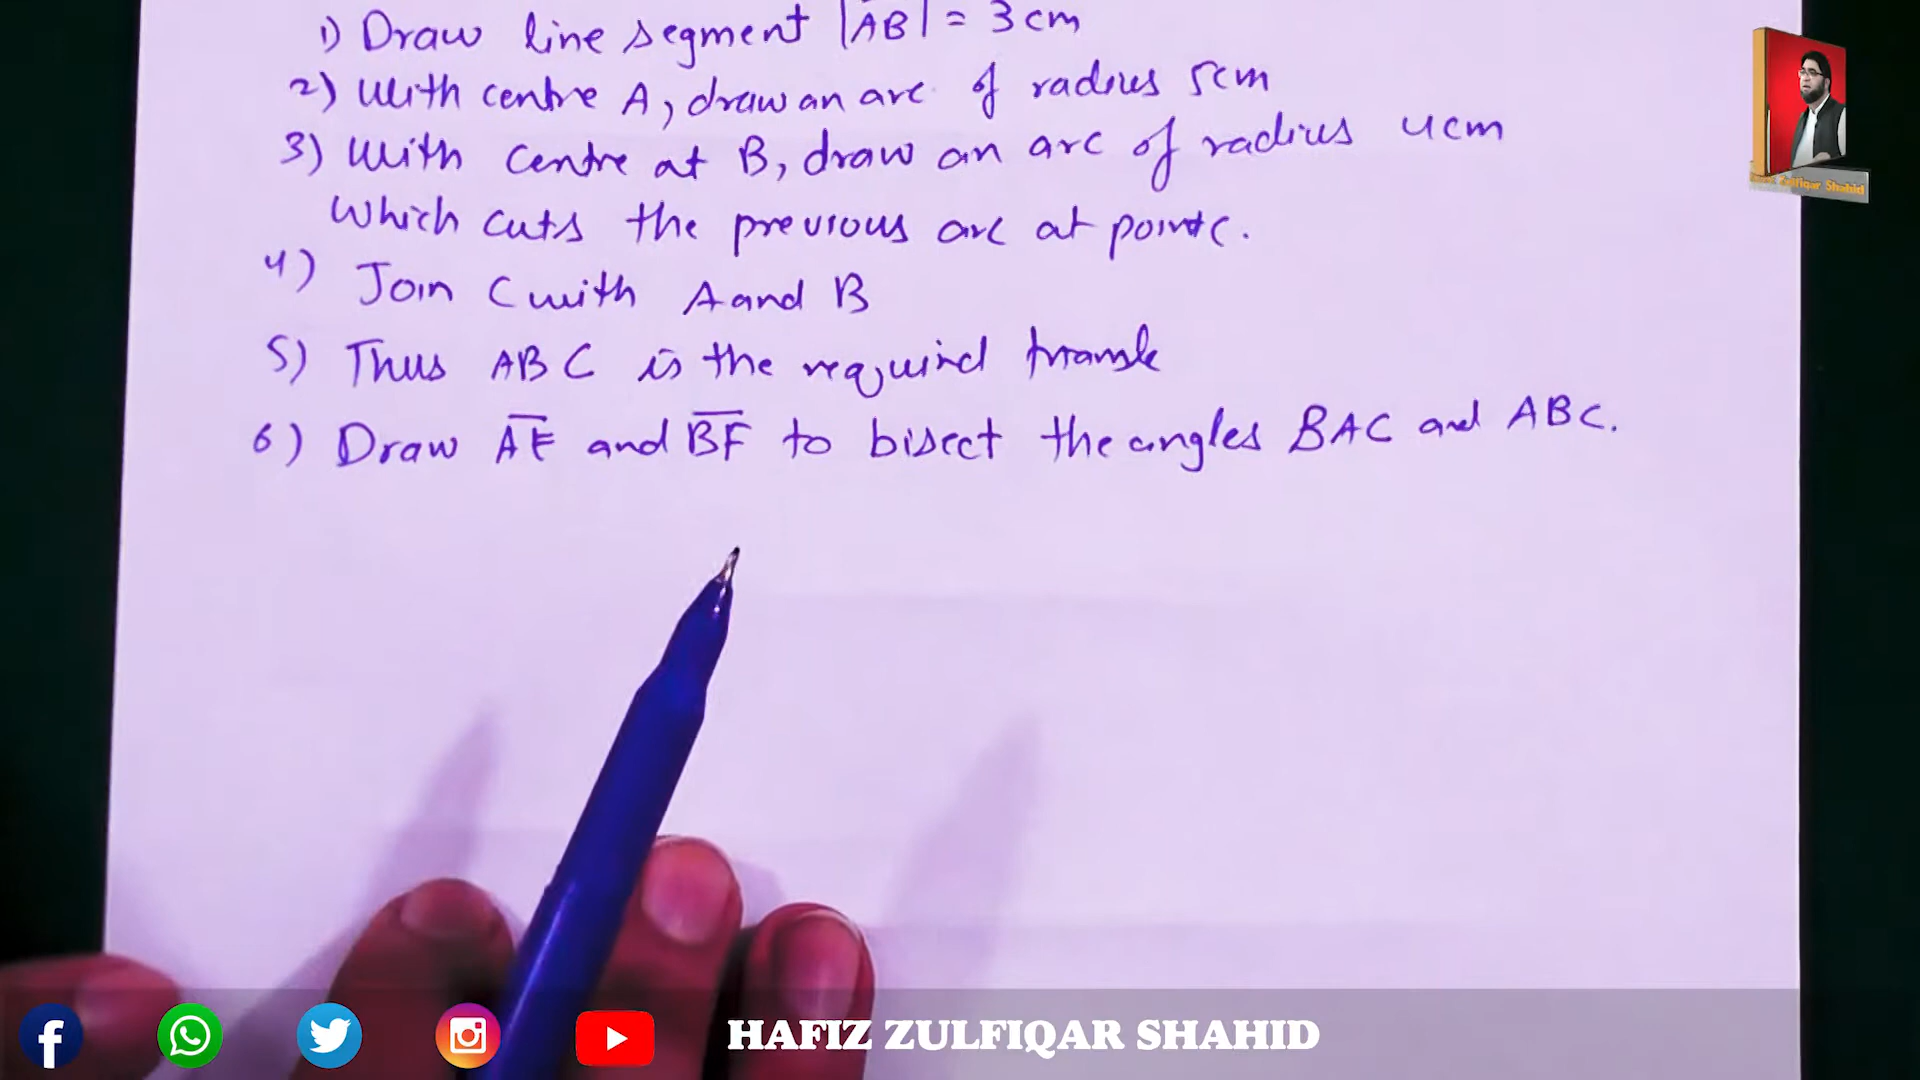 1) Draw line segment |AB| = 3cm
2) With centre A, draw an arc of radius 5cm
3) With centre at B, draw an arc of radius 4cm
Which cuts the previous arc at point C.
4) Join C with A and B
5) Thus ABC is the required triangle
6) Draw A̅E̅ and B̅F̅ to bisect the angles BAC and ABC.
Zulfiqar Shahid
HAFIZ ZULFIQAR SHAHID